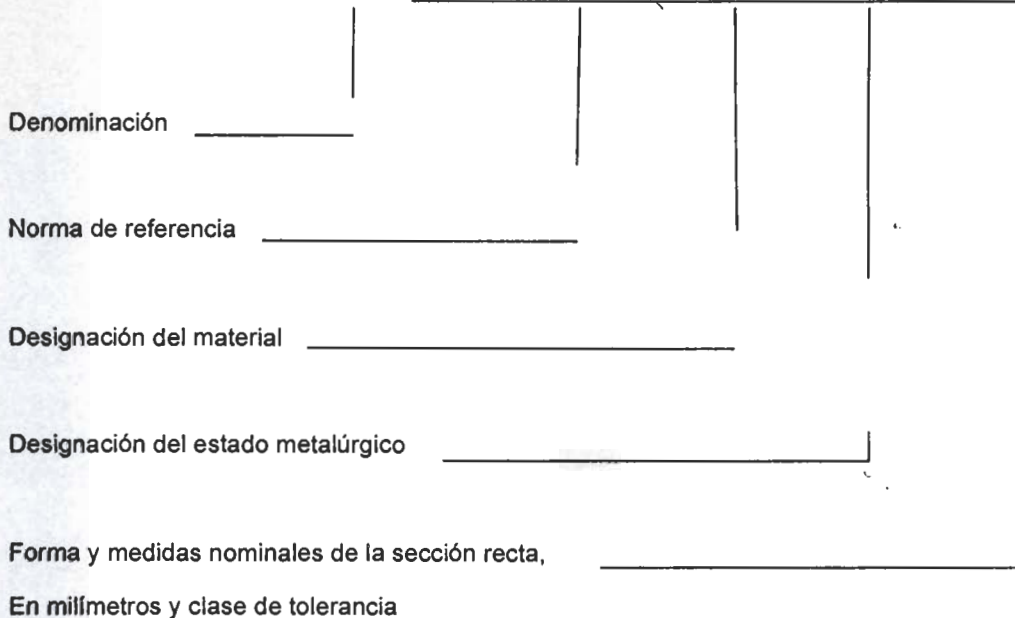 Denominación
Norma de referencia
Designación del material
Designación del estado metalúrgico
Forma y medidas nominales de la sección recta,
En milímetros y clase de tolerancia